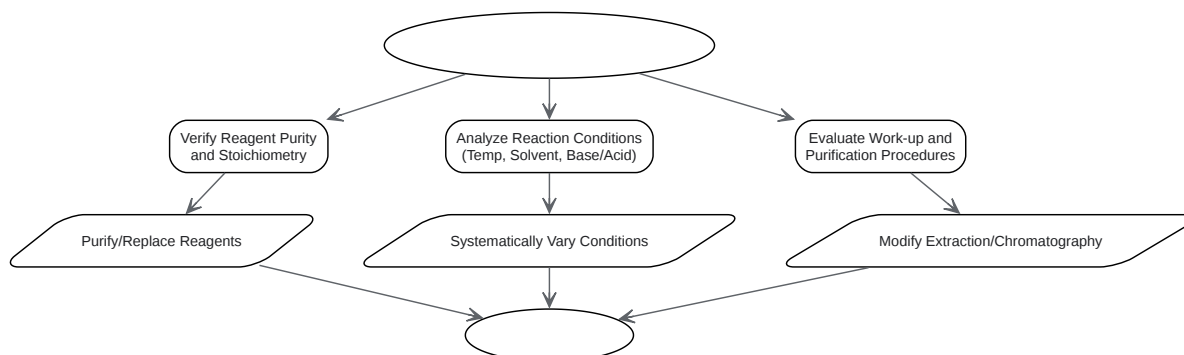 Verify Reagent Purity
and Stoichiometry
Analyze Reaction Conditions
(Temp, Solvent, Base/Acid)
Evaluate Work-up and
Purification Procedures
Purify/Replace Reagents
Systematically Vary Conditions
Modify Extraction/Chromatography